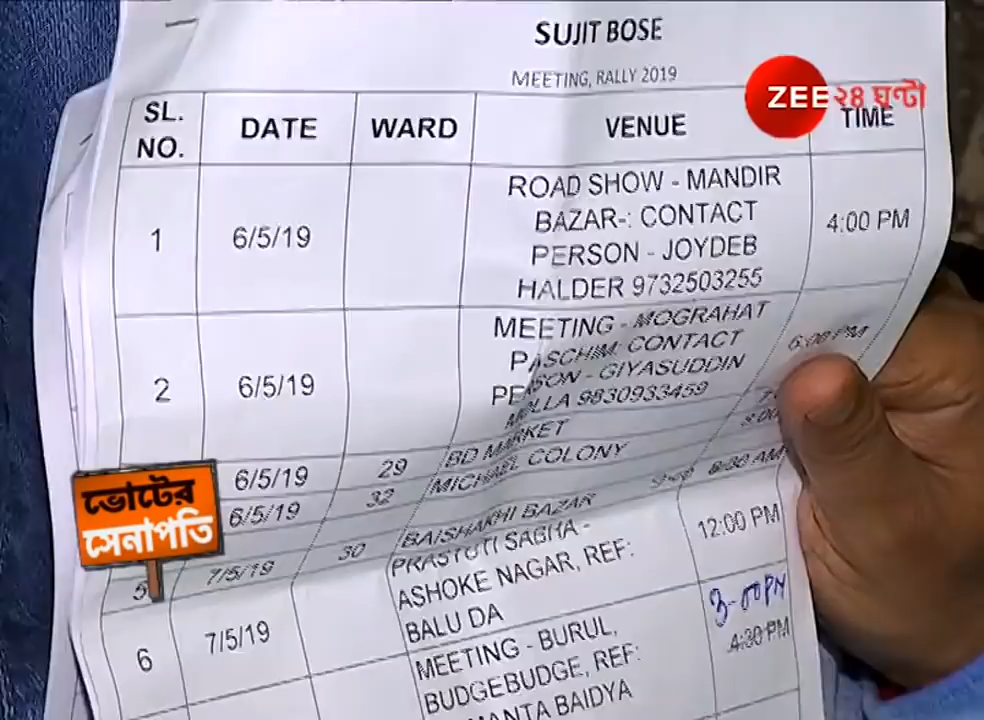 SUJIT BOSE
MEETING, RALLY 2019
ZEE ২৪ ঘণ্টা
SL. NO. DATE WARD VENUE TIME
1 6/5/19 ROAD SHOW - MANDIR
BAZAR-: CONTACT 4:00 PM
PERSON - JOYDEB
HALDER 9732503255
2 6/5/19 MEETING - MOGRAHAT
PASCHIM: CONTACT 6:00 PM
PERSON - GIYASUDDIN
MOLLA 9830933459
6/5/19 29 BD MARKET
6/5/19 32 MICHAEL COLONY
5 7/5/19 30 BAISHAKHI BAZAR 8:30 AM
6 7/5/19 PRASTUTI SABHA - 12:00 PM
ASHOKE NAGAR, REF:
BALU DA
MEETING - BURUL, 3-00PM
BUDGEBUDGE, REF: 4:30 PM
BAIDYA
ভোটের
সেনাপতি